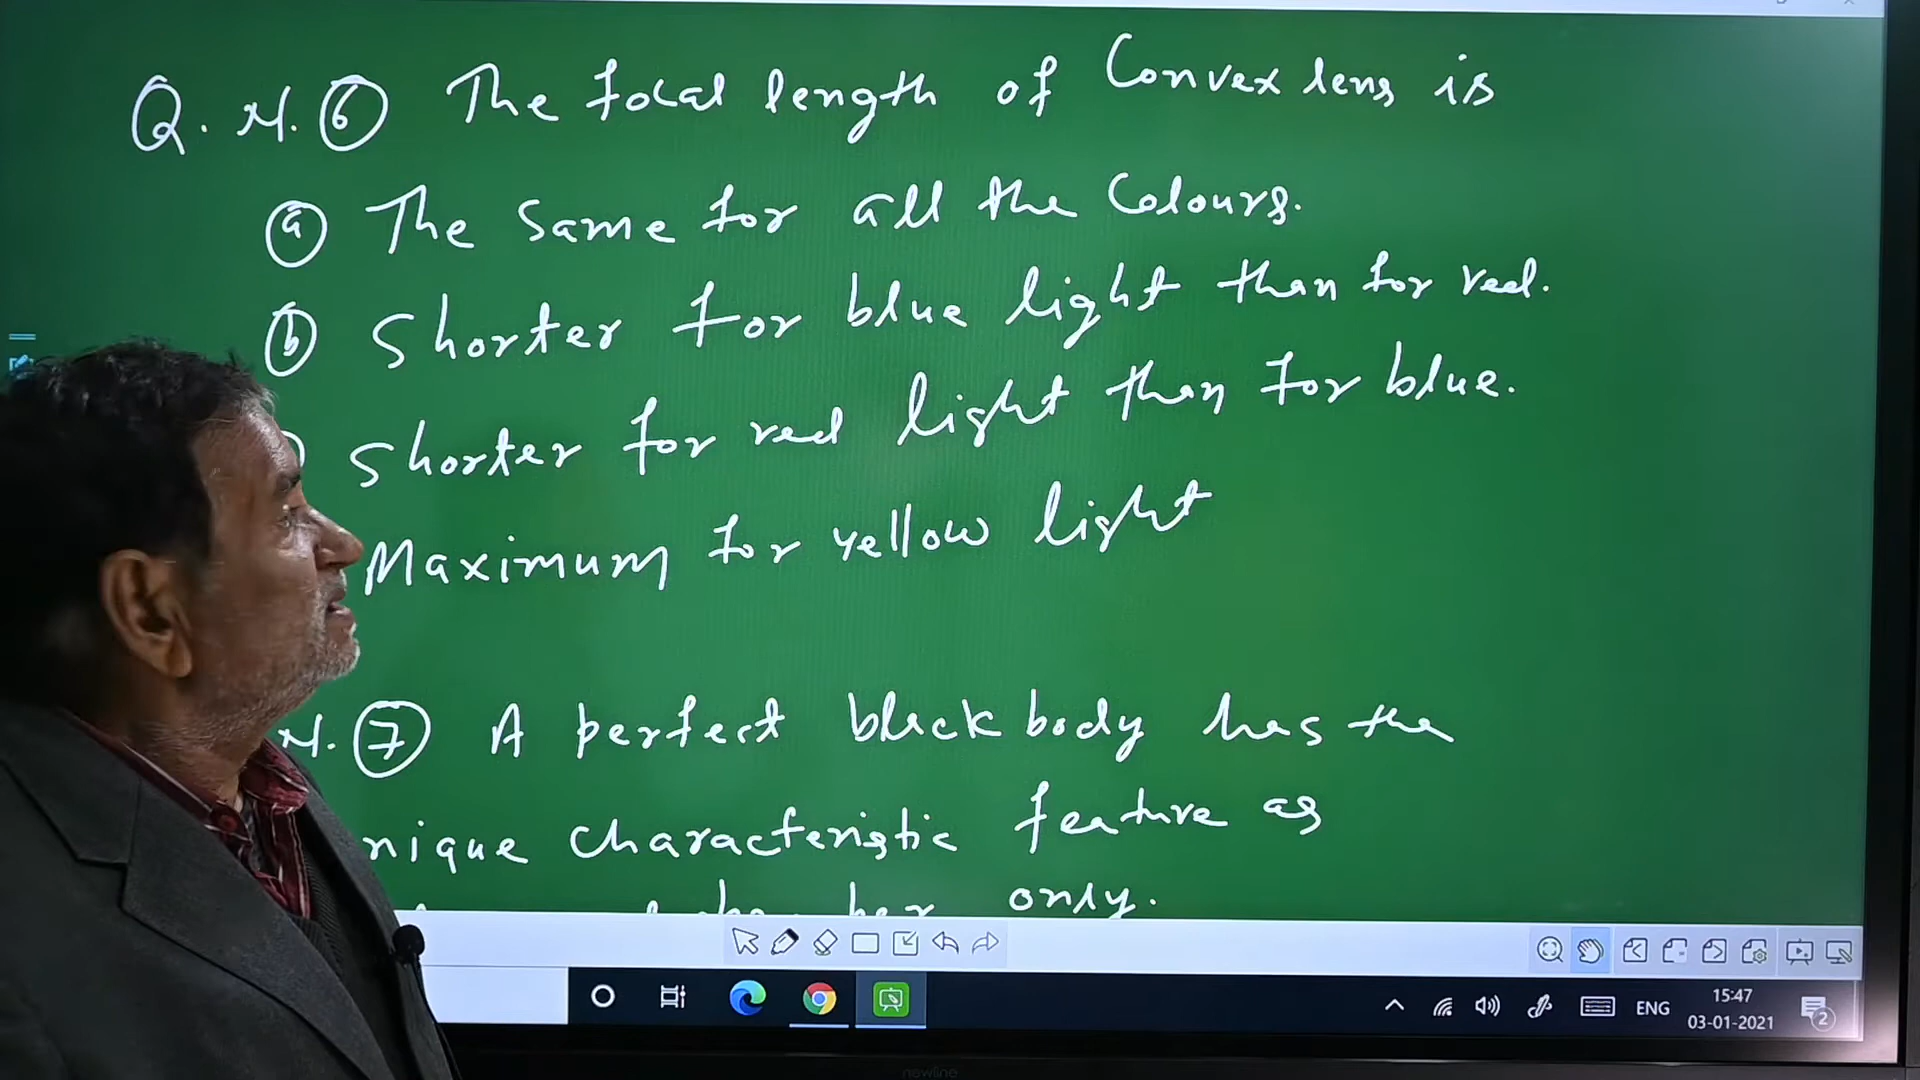 Q. N. 6 The focal length of Convex lens is
a The same for all the Colours.
b Shorter for blue light than for red.
Shorter for red light than for blue.
Maximum for yellow light
N. 7 A perfect black body has the
nique characteristic feature as
only.
ENG
15:47
03-01-2021
2
newline